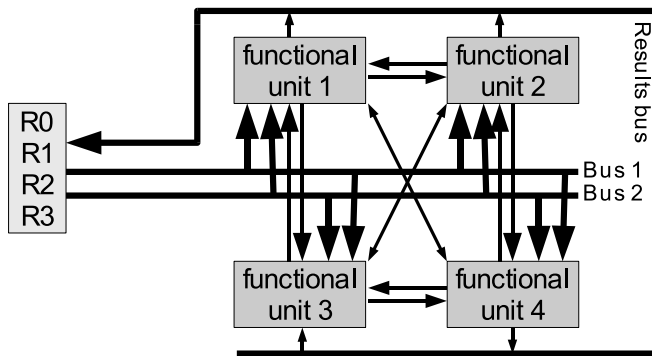 functional
unit 1
functional
unit 2
Results bus
R0
R1
R2
R3
Bus 1
Bus 2
functional
unit 3
functional
unit 4